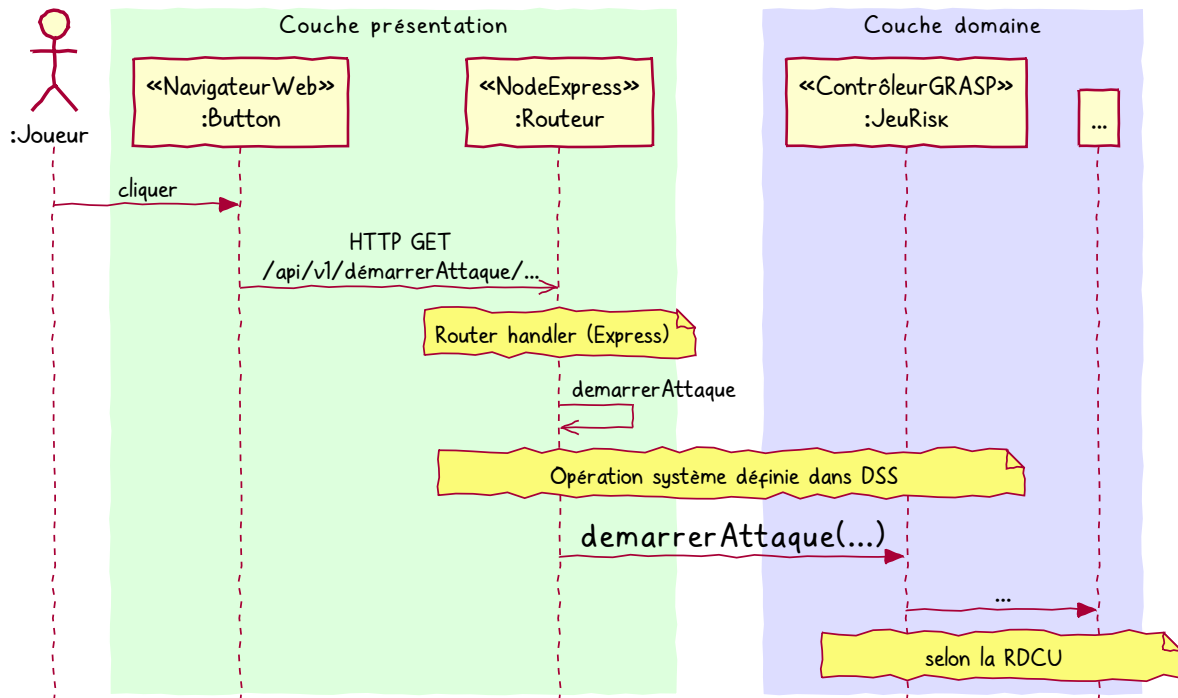 Couche présentation
Couche domaine
:Joueur
«NavigateurWeb»
:Button
«NodeExpress»
:Routeur
«ContrôleurGRASP»
:JeuRisk
...
cliquer
HTTP GET
/api/v1/démarrerAttaque/...
Router handler (Express)
demarrerAttaque
Opération système définie dans DSS
demarrerAttaque(...)
...
selon la RDCU